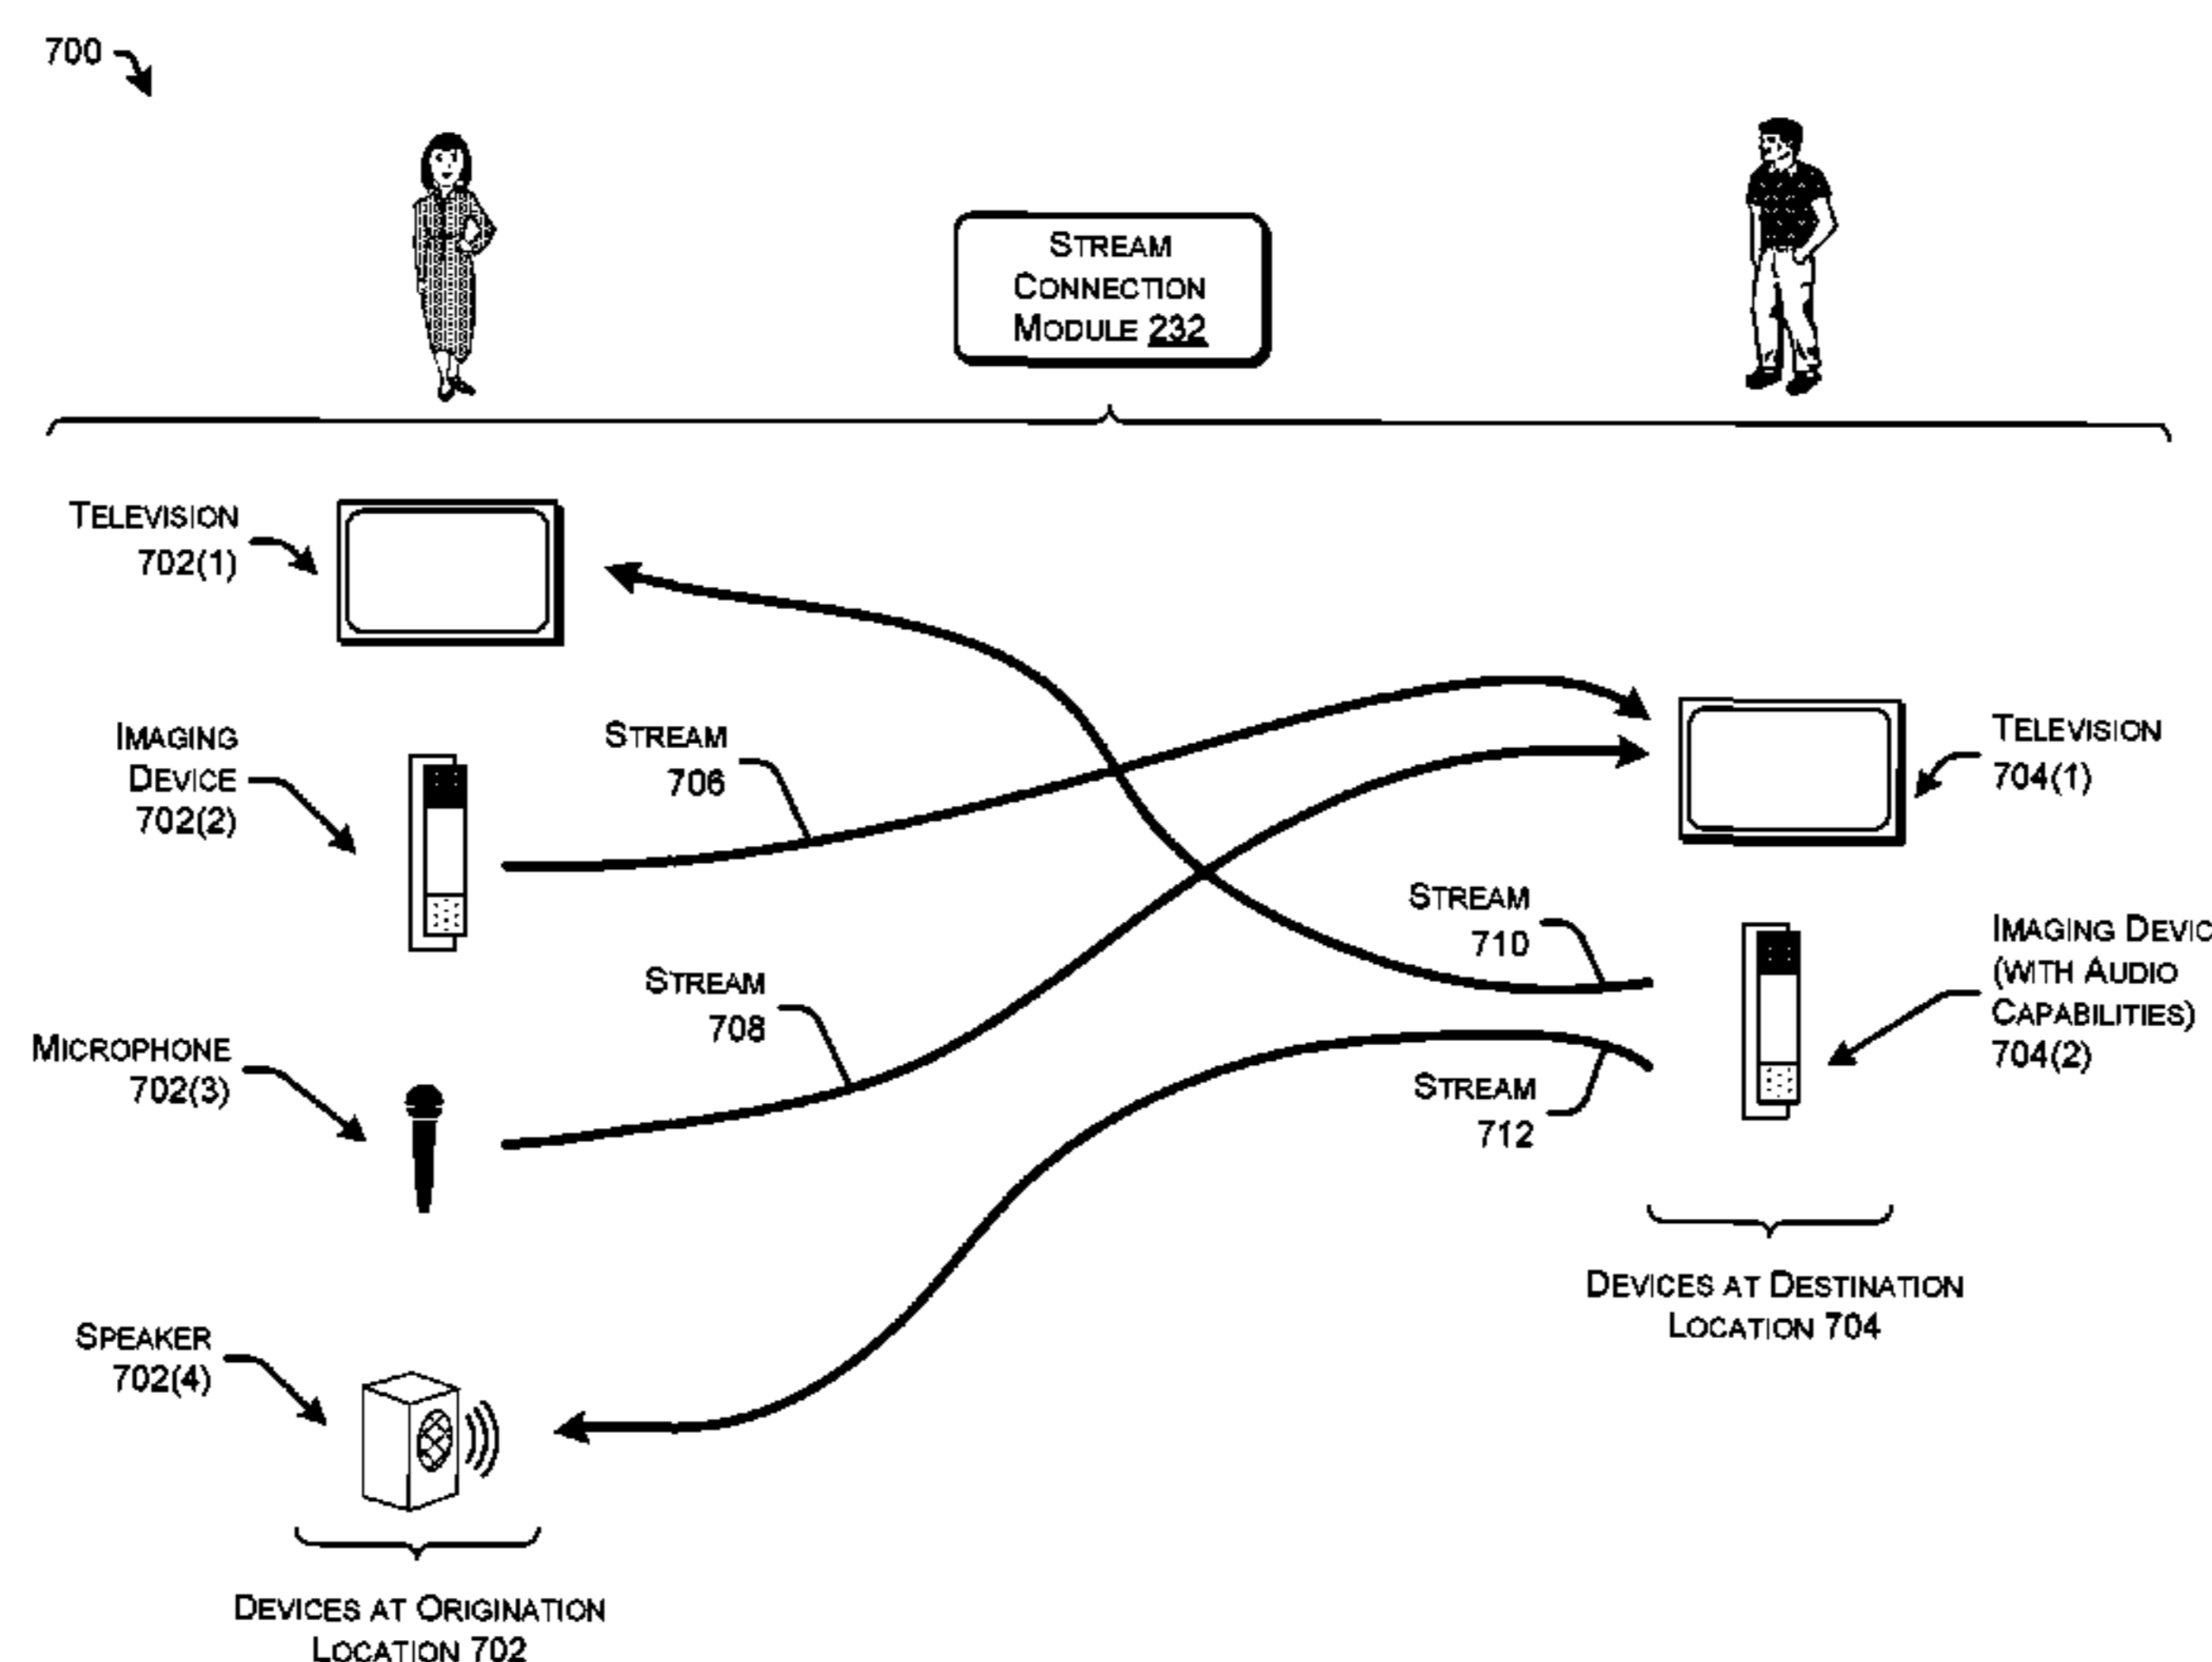 700
STREAM
CONNECTION
MODULE 232
TELEVISION
702(1)
IMAGING
DEVICE
702(2)
STREAM
706
TELEVISION
704(1)
STREAM
710
IMAGING DEVIC
(WITH AUDIO
CAPABILITIES)
704(2)
STREAM
708
MICROPHONE
702(3)
STREAM
712
DEVICES AT DESTINATION
LOCATION 704
SPEAKER
702(4)
DEVICES AT ORIGINATION
LOCATION 702